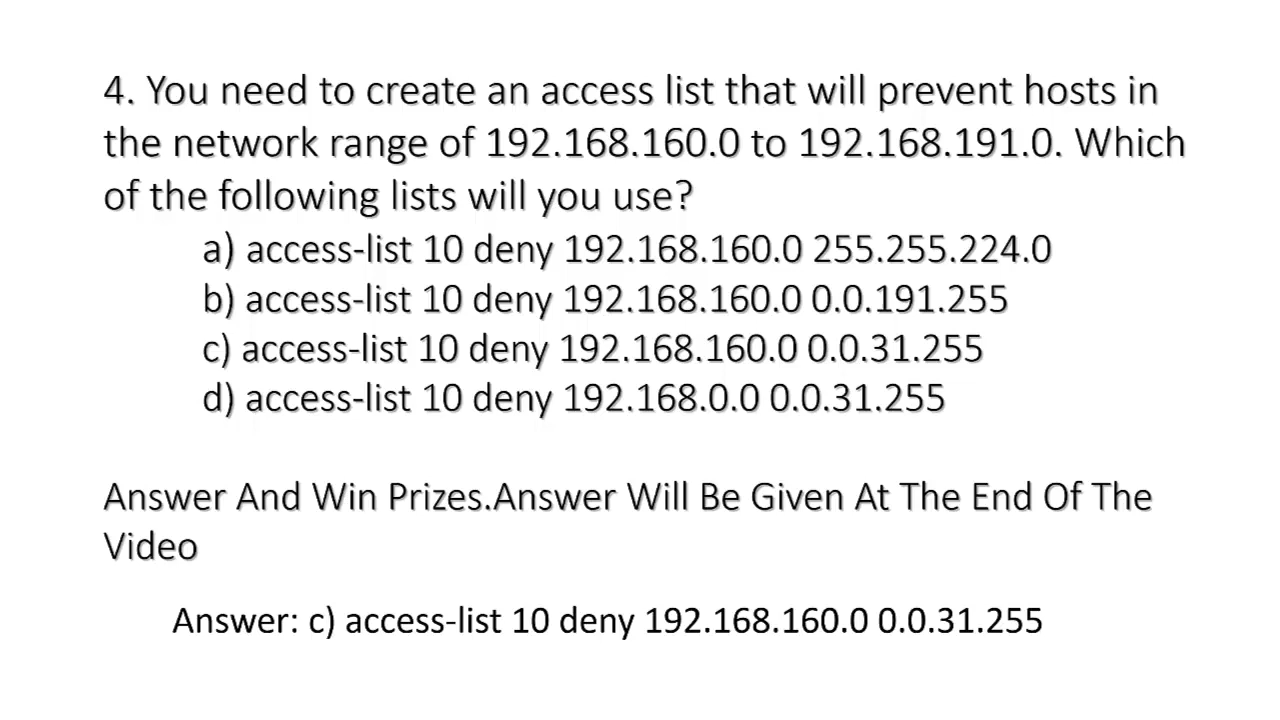 4. You need to create an access list that will prevent hosts in
the network range of 192.168.160.0 to 192.168.191.0. Which
of the following lists will you use?
a) access-list 10 deny 192.168.160.0 255.255.224.0
b) access-list 10 deny 192.168.160.0 0.0.191.255
c) access-list 10 deny 192.168.160.0 0.0.31.255
d) access-list 10 deny 192.168.0.0 0.0.31.255
Answer And Win Prizes.Answer Will Be Given At The End Of The
Video
Answer: c) access-list 10 deny 192.168.160.0 0.0.31.255